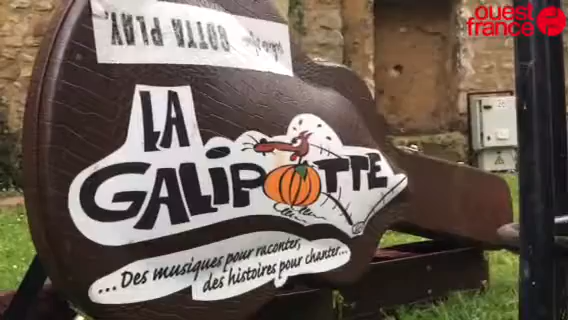 ouest
france
GOTTA PLAY.
LA
GALIPOTTE
...Des musiques pour raconter,
des histoires pour chanter...